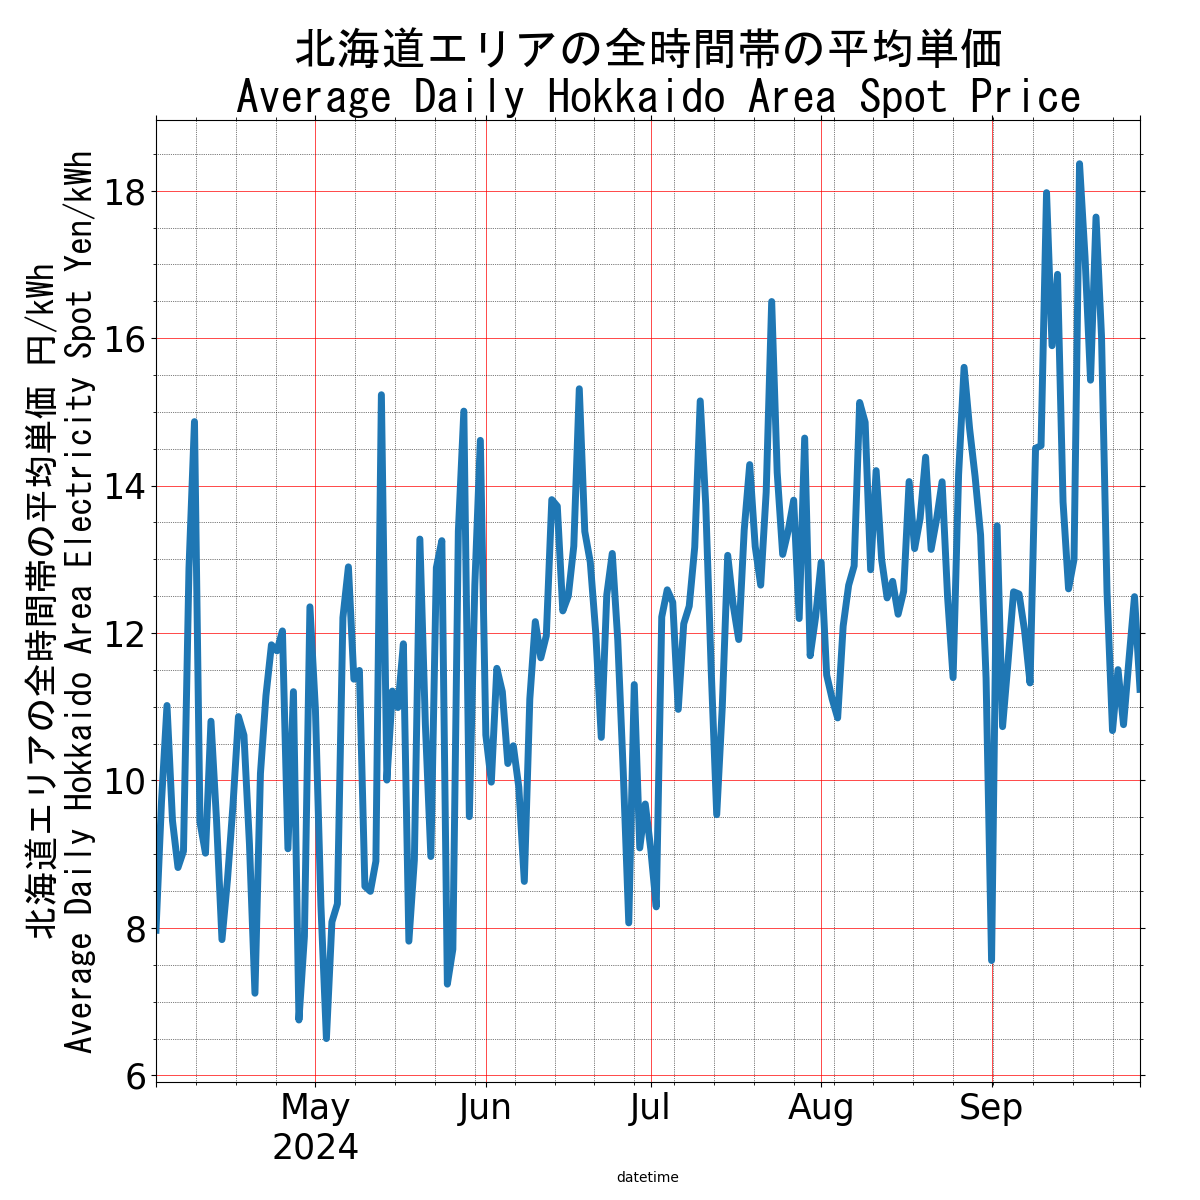 北海道エリアの全時間帯の平均単価
Average Daily Hokkaido Area Spot Price
北海道エリアの全時間帯の平均単価 円/kWh
Average Daily Hokkaido Area Electricity Spot Yen/kWh
18
16
14
12
10
8
6
May
2024
Jun
Jul
Aug
Sep
datetime